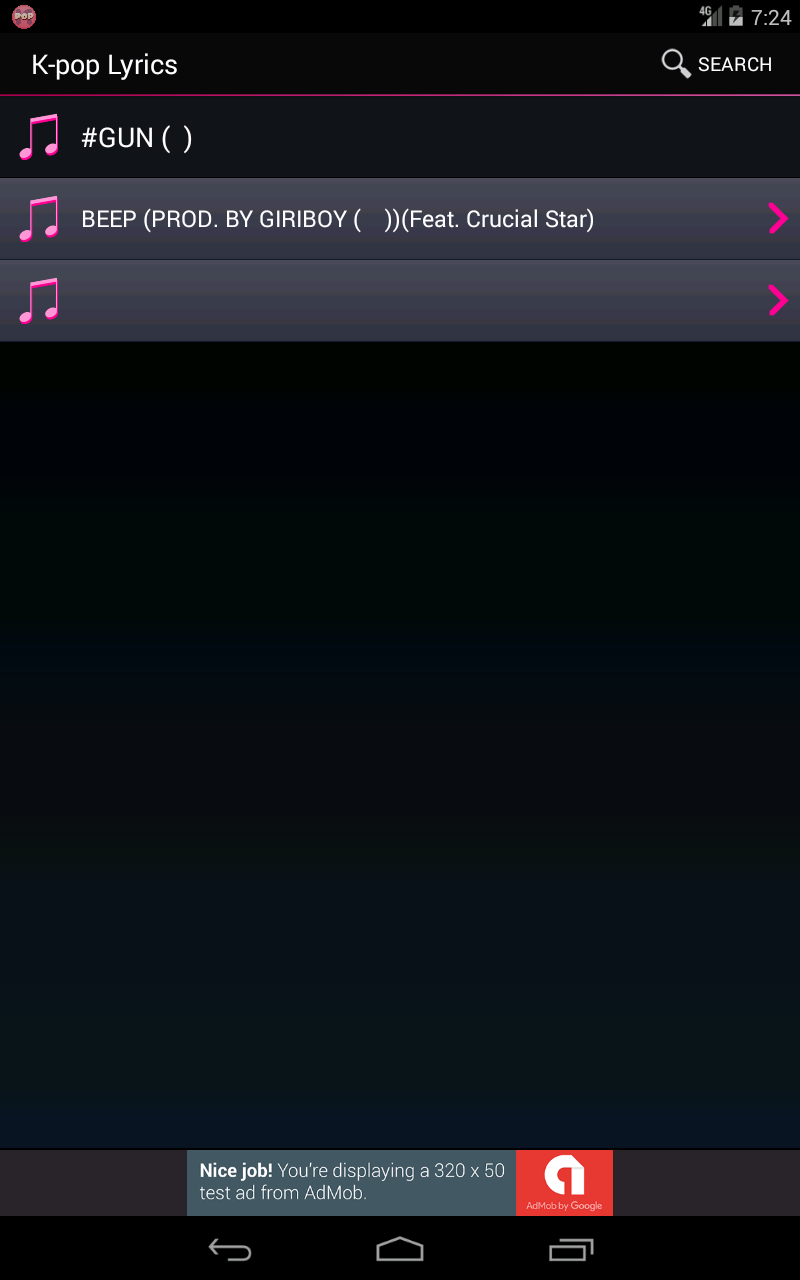 POP
4G
7:24
K-pop Lyrics
SEARCH
#GUN ( )
BEEP (PROD. BY GIRIBOY ( ))(Feat. Crucial Star)
Nice job! You're displaying a 320 x 50
test ad from AdMob.
AdMob by Google